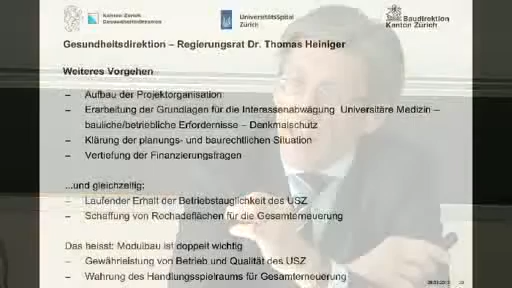 Kanton Zürich
Gesundheitsdirektion
UniversitätsSpital
Zürich
Baudirektion
Kanton Zürich
Gesundheitsdirektion – Regierungsrat Dr. Thomas Heiniger
Weiteres Vorgehen
– Aufbau der Projektorganisation
– Erarbeitung der Grundlagen für die Interessenabwägung Universitäre Medizin –
bauliche/betriebliche Erfordernisse – Denkmalschutz
– Klärung der planungs- und baurechtlichen Situation
– Vertiefung der Finanzierungsfragen
...und gleichzeitig:
– Laufender Erhalt der Betriebstauglichkeit des USZ
– Schaffung von Rochadeflächen für die Gesamterneuerung
Das heisst: Modulbau ist doppelt wichtig
– Gewährleistung von Betrieb und Qualität des USZ
– Wahrung des Handlungsspielraums für Gesamterneuerung